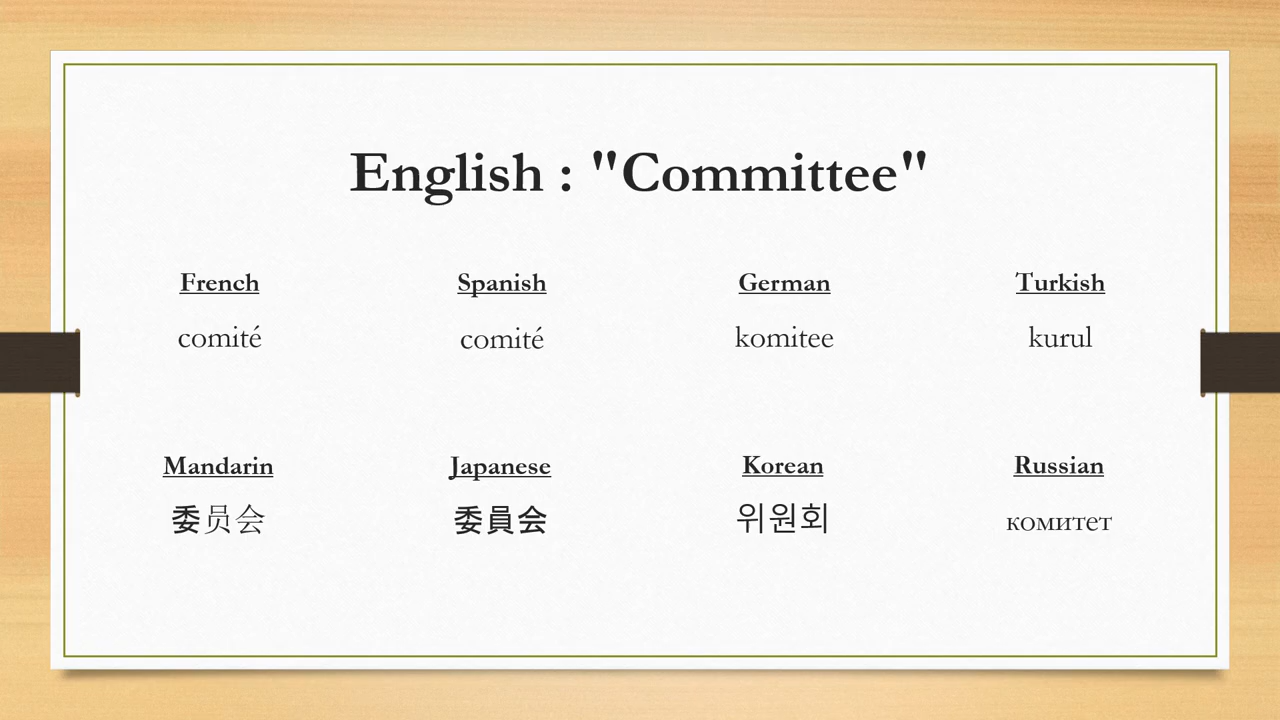 English : "Committee"
French
comité
Spanish
comité
German
komitee
Turkish
kurul
Mandarin
委员会
Japanese
委員会
Korean
위원회
Russian
комитет